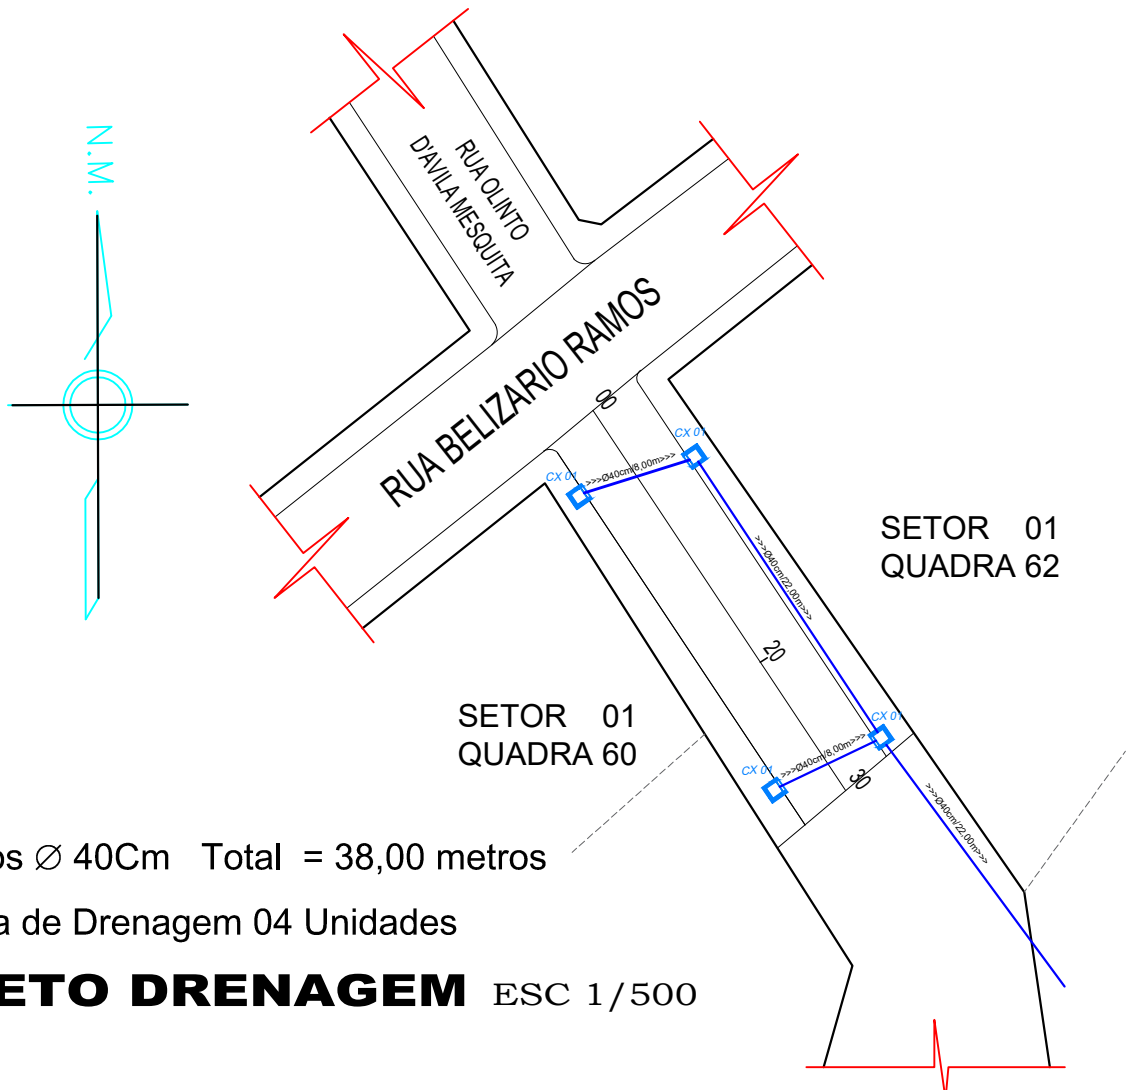 N.M.
RUA OLINTO
D'AVILA MESQUITA
RUA BELIZARIO RAMOS
00
CX 01
CX 01
>>>Ø40cm/8,00m>>>
>>>Ø40cm/22,00m>>>
SETOR 01
QUADRA 62
20
SETOR 01
QUADRA 60
CX 01
CX 01
>>>Ø40cm/8,00m>>>
30
>>>Ø40cm/22,00m>>>
os ∅ 40Cm Total = 38,00 metros
a de Drenagem 04 Unidades
ETO DRENAGEM ESC 1/500